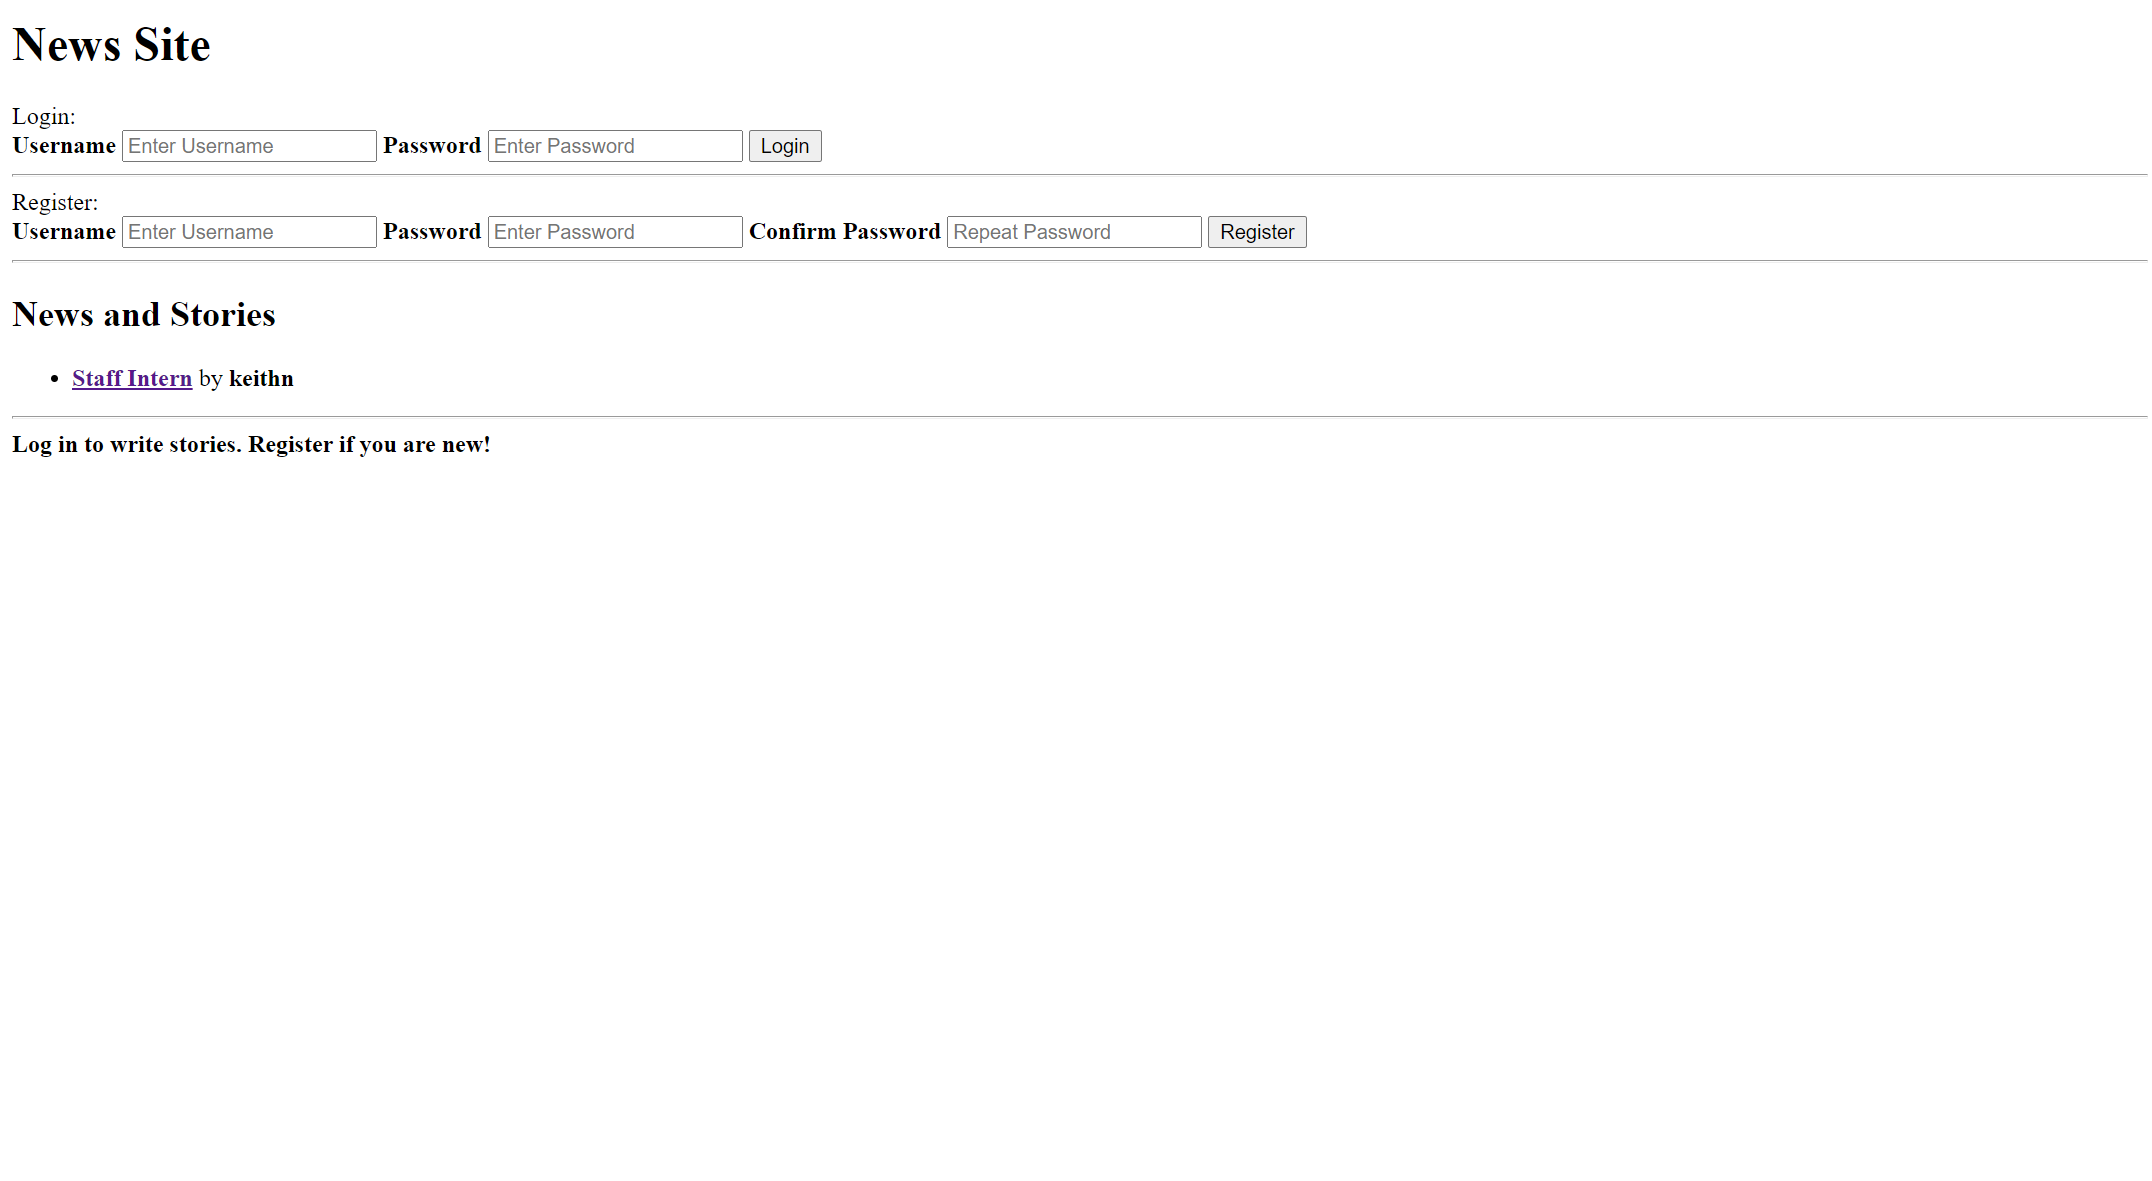 News Site
Login:
Username Enter Username Password Enter Password Login
Register:
Username Enter Username Password Enter Password Confirm Password Repeat Password Register
News and Stories
• Staff Intern by keithn
Log in to write stories. Register if you are new!